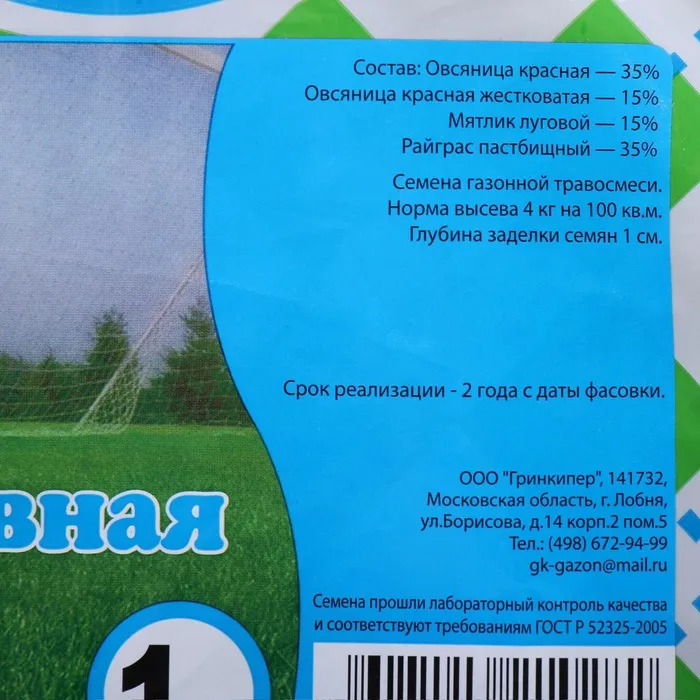 Состав: Овсяница красная — 35%
Овсяница красная жестковатая — 15%
Мятлик луговой — 15%
Райграс пастбищный — 35%
Семена газонной травосмеси.
Норма высева 4 кг на 100 кв.м.
Глубина заделки семян 1 см.
Срок реализации - 2 года с даты фасовки.
вная
ООО "Гринкипер", 141732,
Московская область, г. Лобня,
ул.Борисова, д.14 корп.2 пом.5
Тел.: (498) 672-94-99
gk-gazon@mail.ru
Семена прошли лабораторный контроль качества
и соответствуют требованиям ГОСТ Р 52325-2005
1